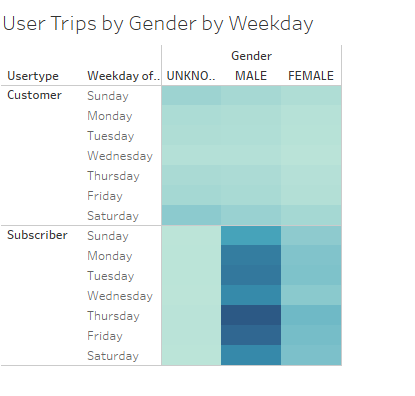 User Trips by Gender by Weekday
Gender
Usertype Weekday of.. UNKNO.. MALE FEMALE
Customer Sunday
Monday
Tuesday
Wednesday
Thursday
Friday
Saturday
Subscriber Sunday
Monday
Tuesday
Wednesday
Thursday
Friday
Saturday